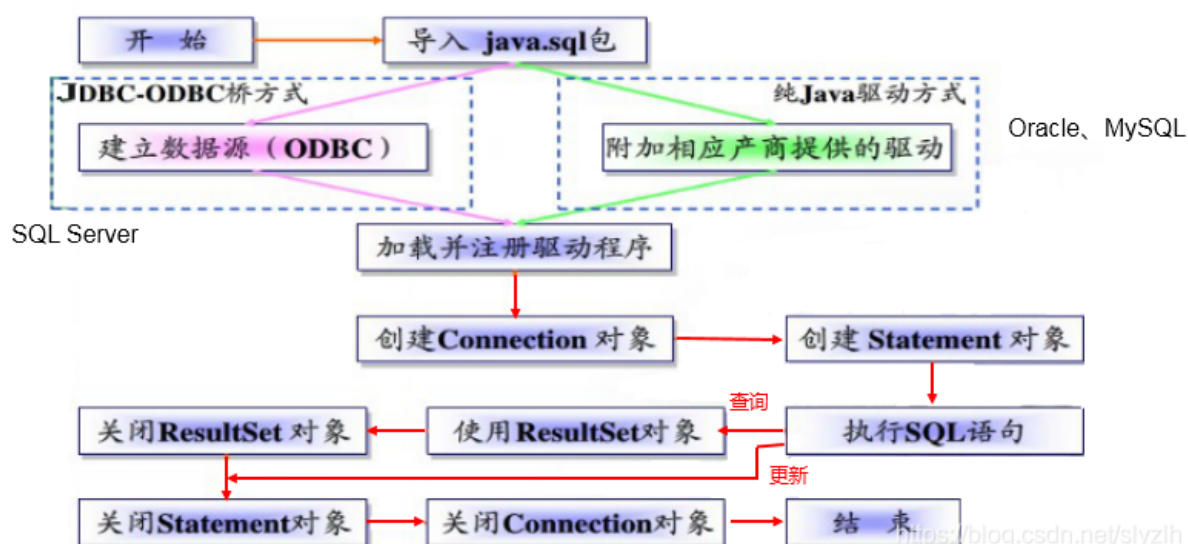 开 始
导入 java.sql包
JDBC-ODBC桥方式
纯Java驱动方式
建立数据源（ODBC）
附加相应产商提供的驱动
Oracle、MySQL
SQL Server
加载并注册驱动程序
创建Connection 对象
创建 Statement 对象
查询
关闭ResultSet 对象
使用ResultSet对象
执行SQL语句
更新
关闭Statement对象
关闭Connection对象
结 束
https://blog.csdn.net/slyzlh